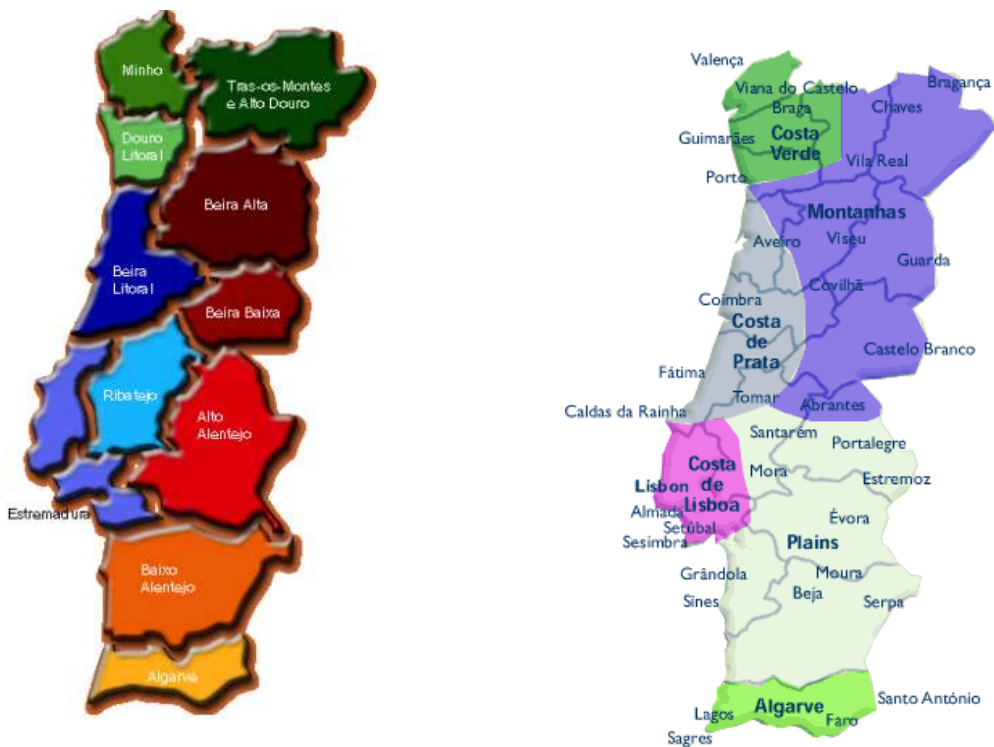 Minho
Tras-os-Montes
e Alto Douro
Douro
Litoral
Beira Alta
Beira
Litoral
Beira Baixa
Ribatejo
Alto
Alentejo
Estremadura
Baixo
Alentejo
Algarve
Valença
Bragança
Viana do Castelo
Chaves
Braga
Guimarães
Costa
Verde
Vila Real
Porto
Montanhas
Aveiro
Viseu
Guarda
Covilhã
Coimbra
Costa
de
Prata
Castelo Branco
Fátima
Tomar
Abrantes
Caldas da Rainha
Santarém
Portalegre
Costa
de
Lisboa
Mora
Estremoz
Lisbon
Almada
Évora
Setúbal
Sesimbra
Plains
Grândola
Moura
Beja
Sines
Serpa
Santo António
Algarve
Lagos
Faro
Sagres